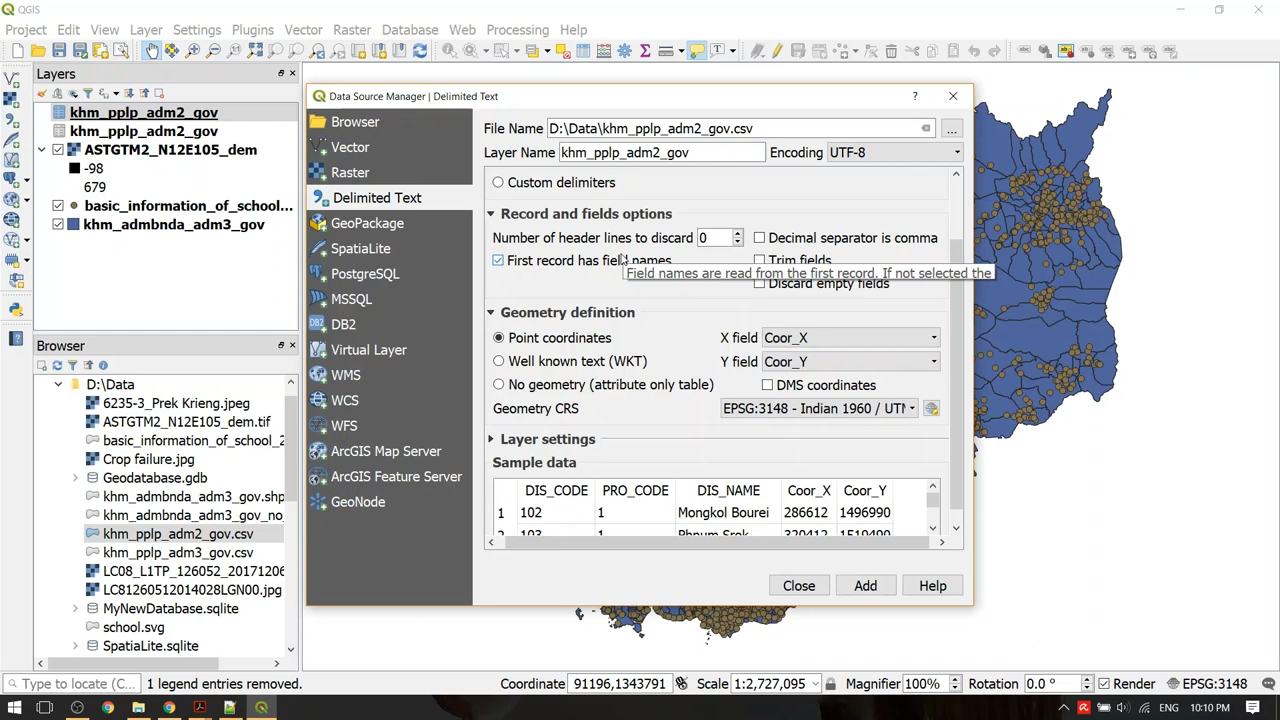 QGIS
Project Edit View Layer Settings Plugins Vector Raster Database Web Processing Help
Layers
khm_pplp_adm2_gov
khm_pplp_adm2_gov
ASTGTM2_N12E105_dem
-98
679
basic_information_of_school...
khm_admbnda_adm3_gov
Browser
D:\Data
6235-3_Prek Krieng.jpeg
ASTGTM2_N12E105_dem.tif
basic_information_of_school_2
Crop failure.jpg
Geodatabase.gdb
khm_admbnda_adm3_gov.shp
khm_admbnda_adm3_gov_no
khm_pplp_adm2_gov.csv
khm_pplp_adm3_gov.csv
LC08_L1TP_126052_20171206
LC81260512014028LGN00.jpg
MyNewDatabase.sqlite
school.svg
SpatiaLite.sqlite
Data Source Manager | Delimited Text
?
Browser
Vector
Raster
Delimited Text
GeoPackage
SpatiaLite
PostgreSQL
MSSQL
DB2
DB2
Virtual Layer
WMS
WCS
WFS
ArcGIS Map Server
ArcGIS Feature Server
GeoNode
File Name D:\Data\khm_pplp_adm2_gov.csv ...
Layer Name khm_pplp_adm2_gov Encoding UTF-8
Custom delimiters
Record and fields options
Number of header lines to discard 0 Decimal separator is comma
First record has field names Trim fields
Field names are read from the first record. If not selected the
Discard empty fields
Geometry definition
Point coordinates X field Coor_X
Well known text (WKT) Y field Coor_Y
No geometry (attribute only table) DMS coordinates
Geometry CRS EPSG:3148 - Indian 1960 / UTM
Layer settings
Sample data
DIS_CODE PRO_CODE DIS_NAME Coor_X Coor_Y
1 102 1 Mongkol Bourei 286612 1496990
2 103 1 Phnum Srok 320412 1519490
Close Add Help
Type to locate (C... 1 legend entries removed. Coordinate 91196,1343791 Scale 1:2,727,095 Magnifier 100% Rotation 0.0 ° Render EPSG:3148
ENG 10:10 PM